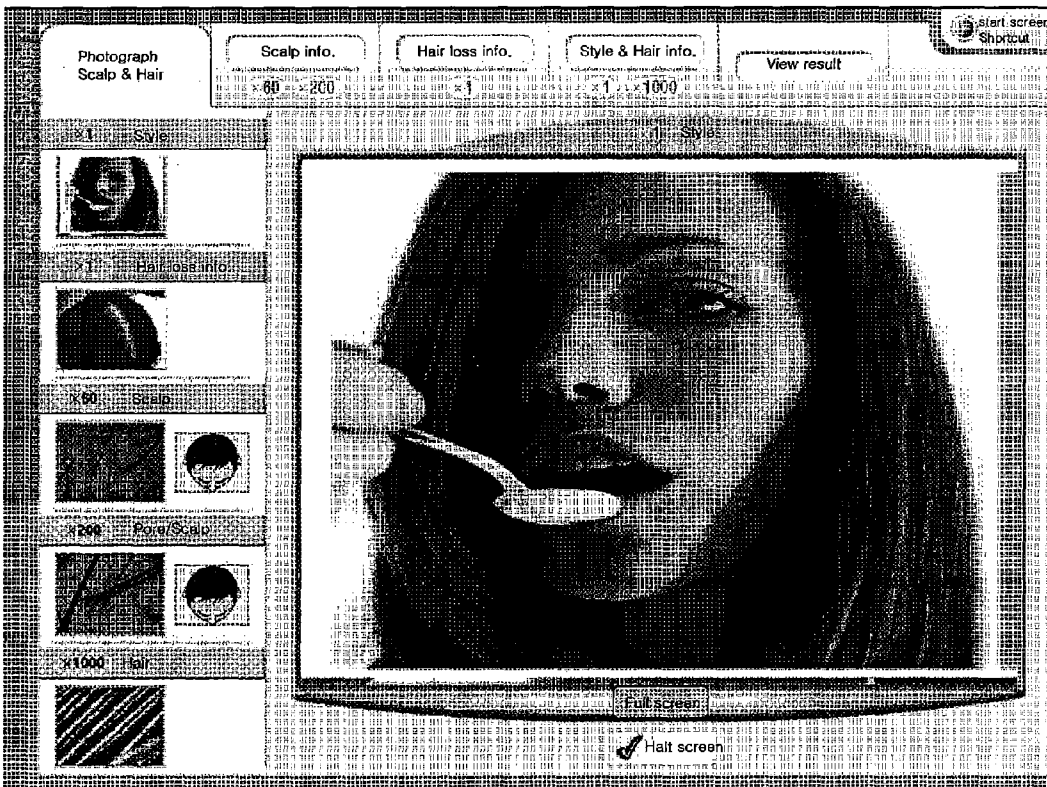 Photograph
Scalp & Hair
Scalp info.
×60 ×200
Hair loss info.
×1
Style & Hair info.
×1 ×1000
View result
start screen
Shortcut
×1 Style
×1 Hair loss info.
×60 Scalp
×200 Pore/Scalp
×1000 Hair
×1 Style
Full screen
Halt screen